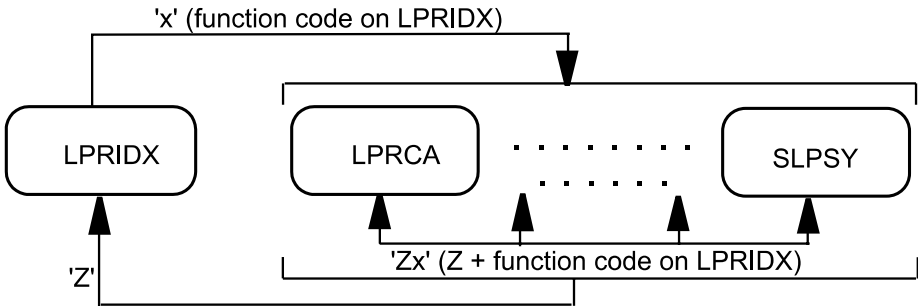 'x' (function code on LPRIDX)
LPRIDX
LPRCA
SLPSY
'Zx' (Z + function code on LPRIDX)
'Z'